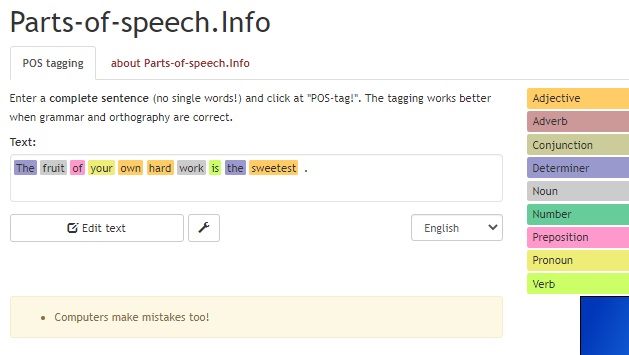 Parts-of-speech.Info
POS tagging
about Parts-of-speech.Info
Enter a complete sentence (no single words!) and click at "POS-tag!". The tagging works better
when grammar and orthography are correct.
Text:
The fruit of your own hard work is the sweetest .
Edit text
English
Computers make mistakes too!
Adjective
Adverb
Conjunction
Determiner
Noun
Number
Preposition
Pronoun
Verb